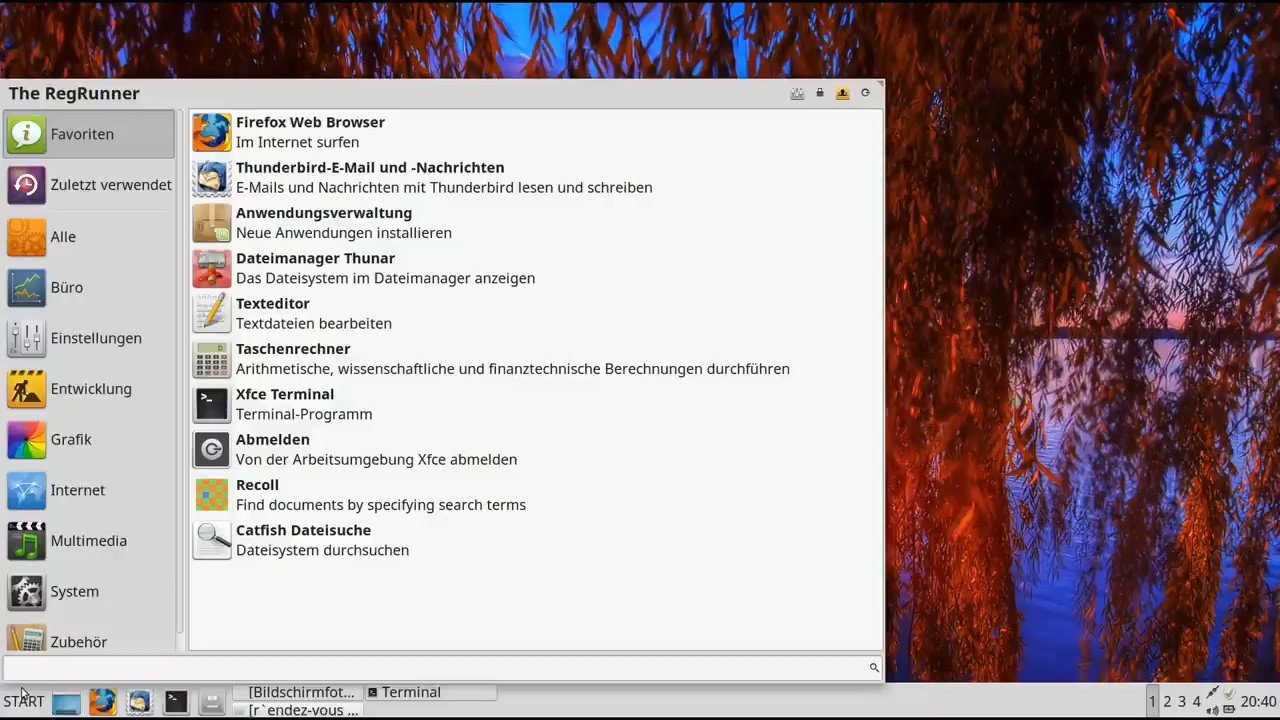 The RegRunner
Favoriten
Zuletzt verwendet
Alle
Büro
Einstellungen
Entwicklung
Grafik
Internet
Multimedia
System
Zubehör
Firefox Web Browser
Im Internet surfen
Thunderbird-E-Mail und -Nachrichten
E-Mails und Nachrichten mit Thunderbird lesen und schreiben
Anwendungsverwaltung
Neue Anwendungen installieren
Dateimanager Thunar
Das Dateisystem im Dateimanager anzeigen
Texteditor
Textdateien bearbeiten
Taschenrechner
Arithmetische, wissenschaftliche und finanztechnische Berechnungen durchführen
Xfce Terminal
Terminal-Programm
Abmelden
Von der Arbeitsumgebung Xfce abmelden
Recoll
Find documents by specifying search terms
Catfish Dateisuche
Dateisystem durchsuchen
START
[Bildschirmfot...
Terminal
[r`endez-vous ...
1 2 3 4
20:40